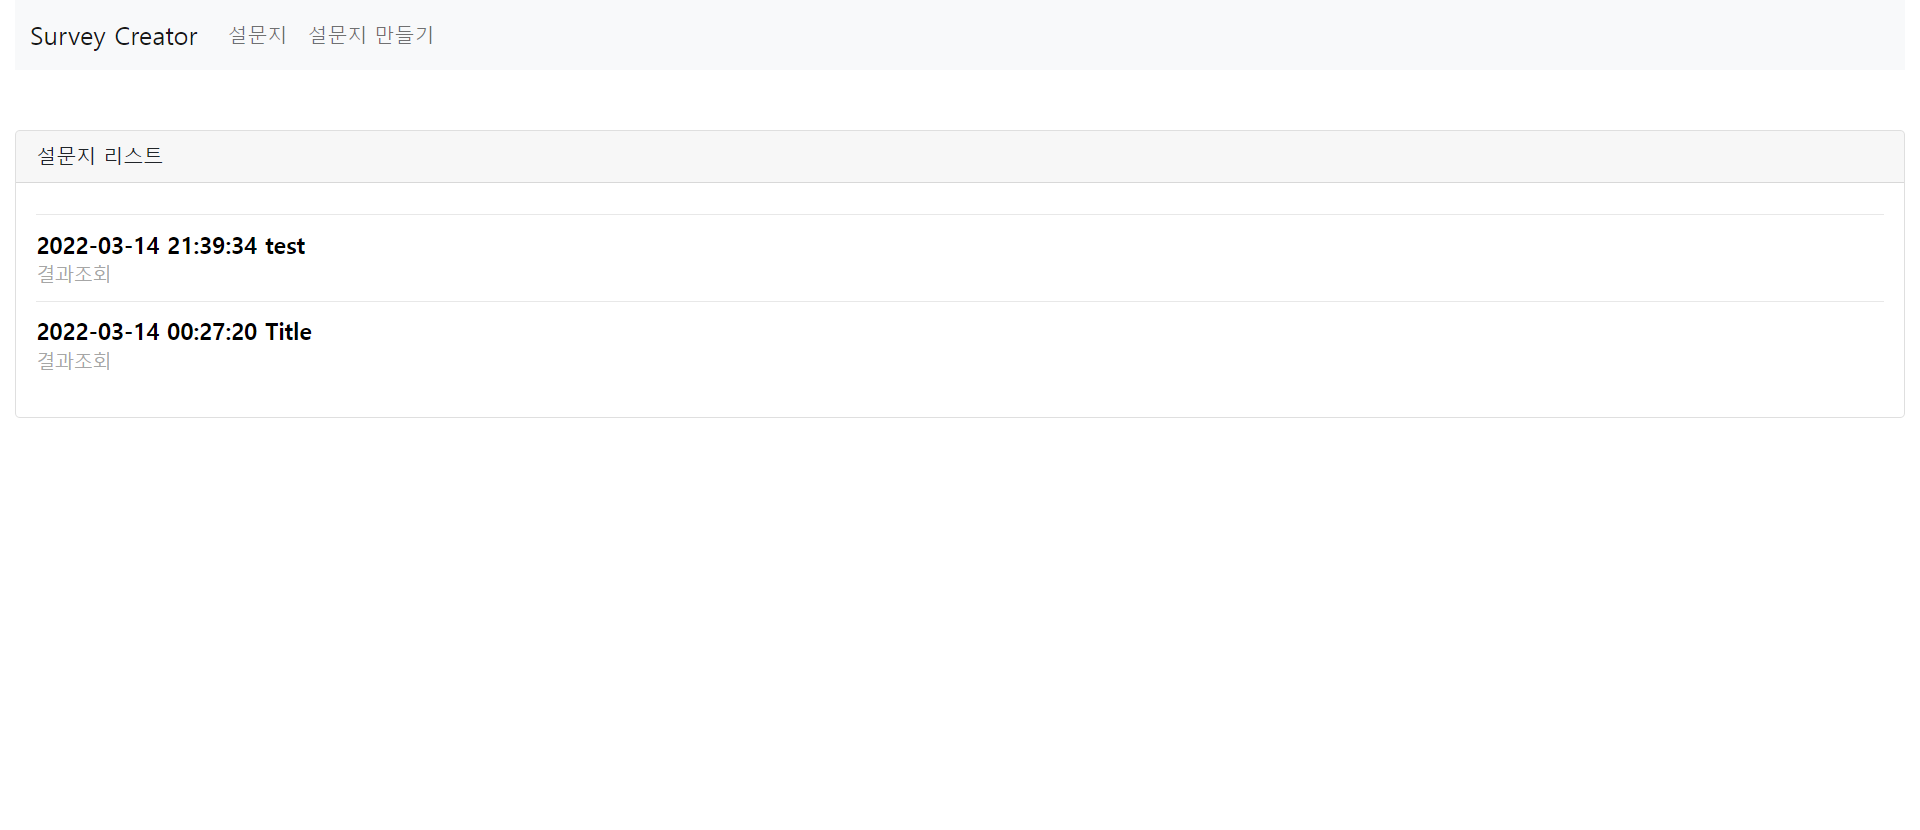 Survey Creator 설문지 설문지 만들기
설문지 리스트
2022-03-14 21:39:34 test
결과조회
2022-03-14 00:27:20 Title
결과조회